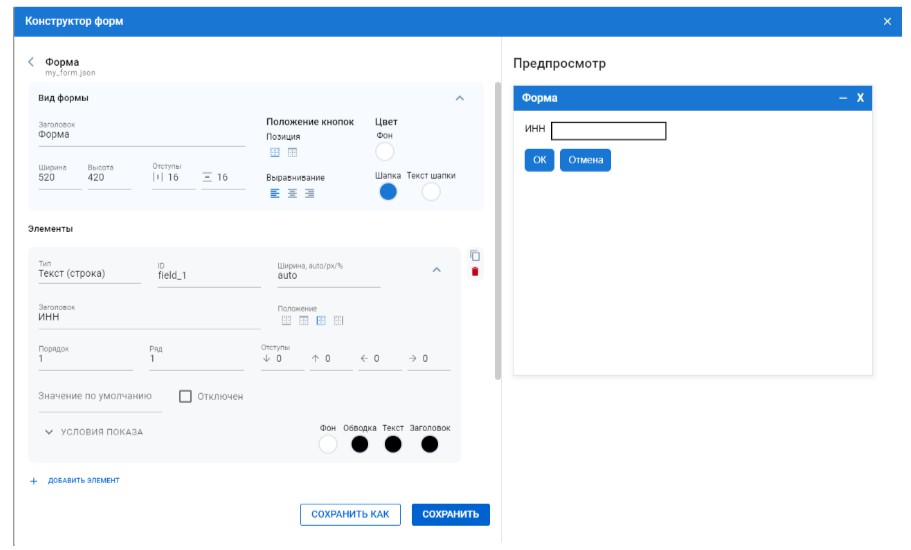 Конструктор форм ×
Форма
my_form.json
Вид формы
Заголовок
Форма
Положение кнопок
Позиция
Цвет
Фон
Ширина
520
Высота
420
Отступы
16 16
Выравнивание
Шапка Текст шапки
Элементы
Тип
Текст (строка)
ID
field_1
Ширина, auto/px/%
auto
Заголовок
ИНН
Положение
Порядок
1
Ряд
1
Отступы
↓ 0 ↑ 0 ← 0 → 0
Значение по умолчанию
Отключен
УСЛОВИЯ ПОКАЗА
Фон Обводка Текст Заголовок
+ ДОБАВИТЬ ЭЛЕМЕНТ
СОХРАНИТЬ КАК
СОХРАНИТЬ
Предпросмотр
Форма – X
ИНН
ОК Отмена